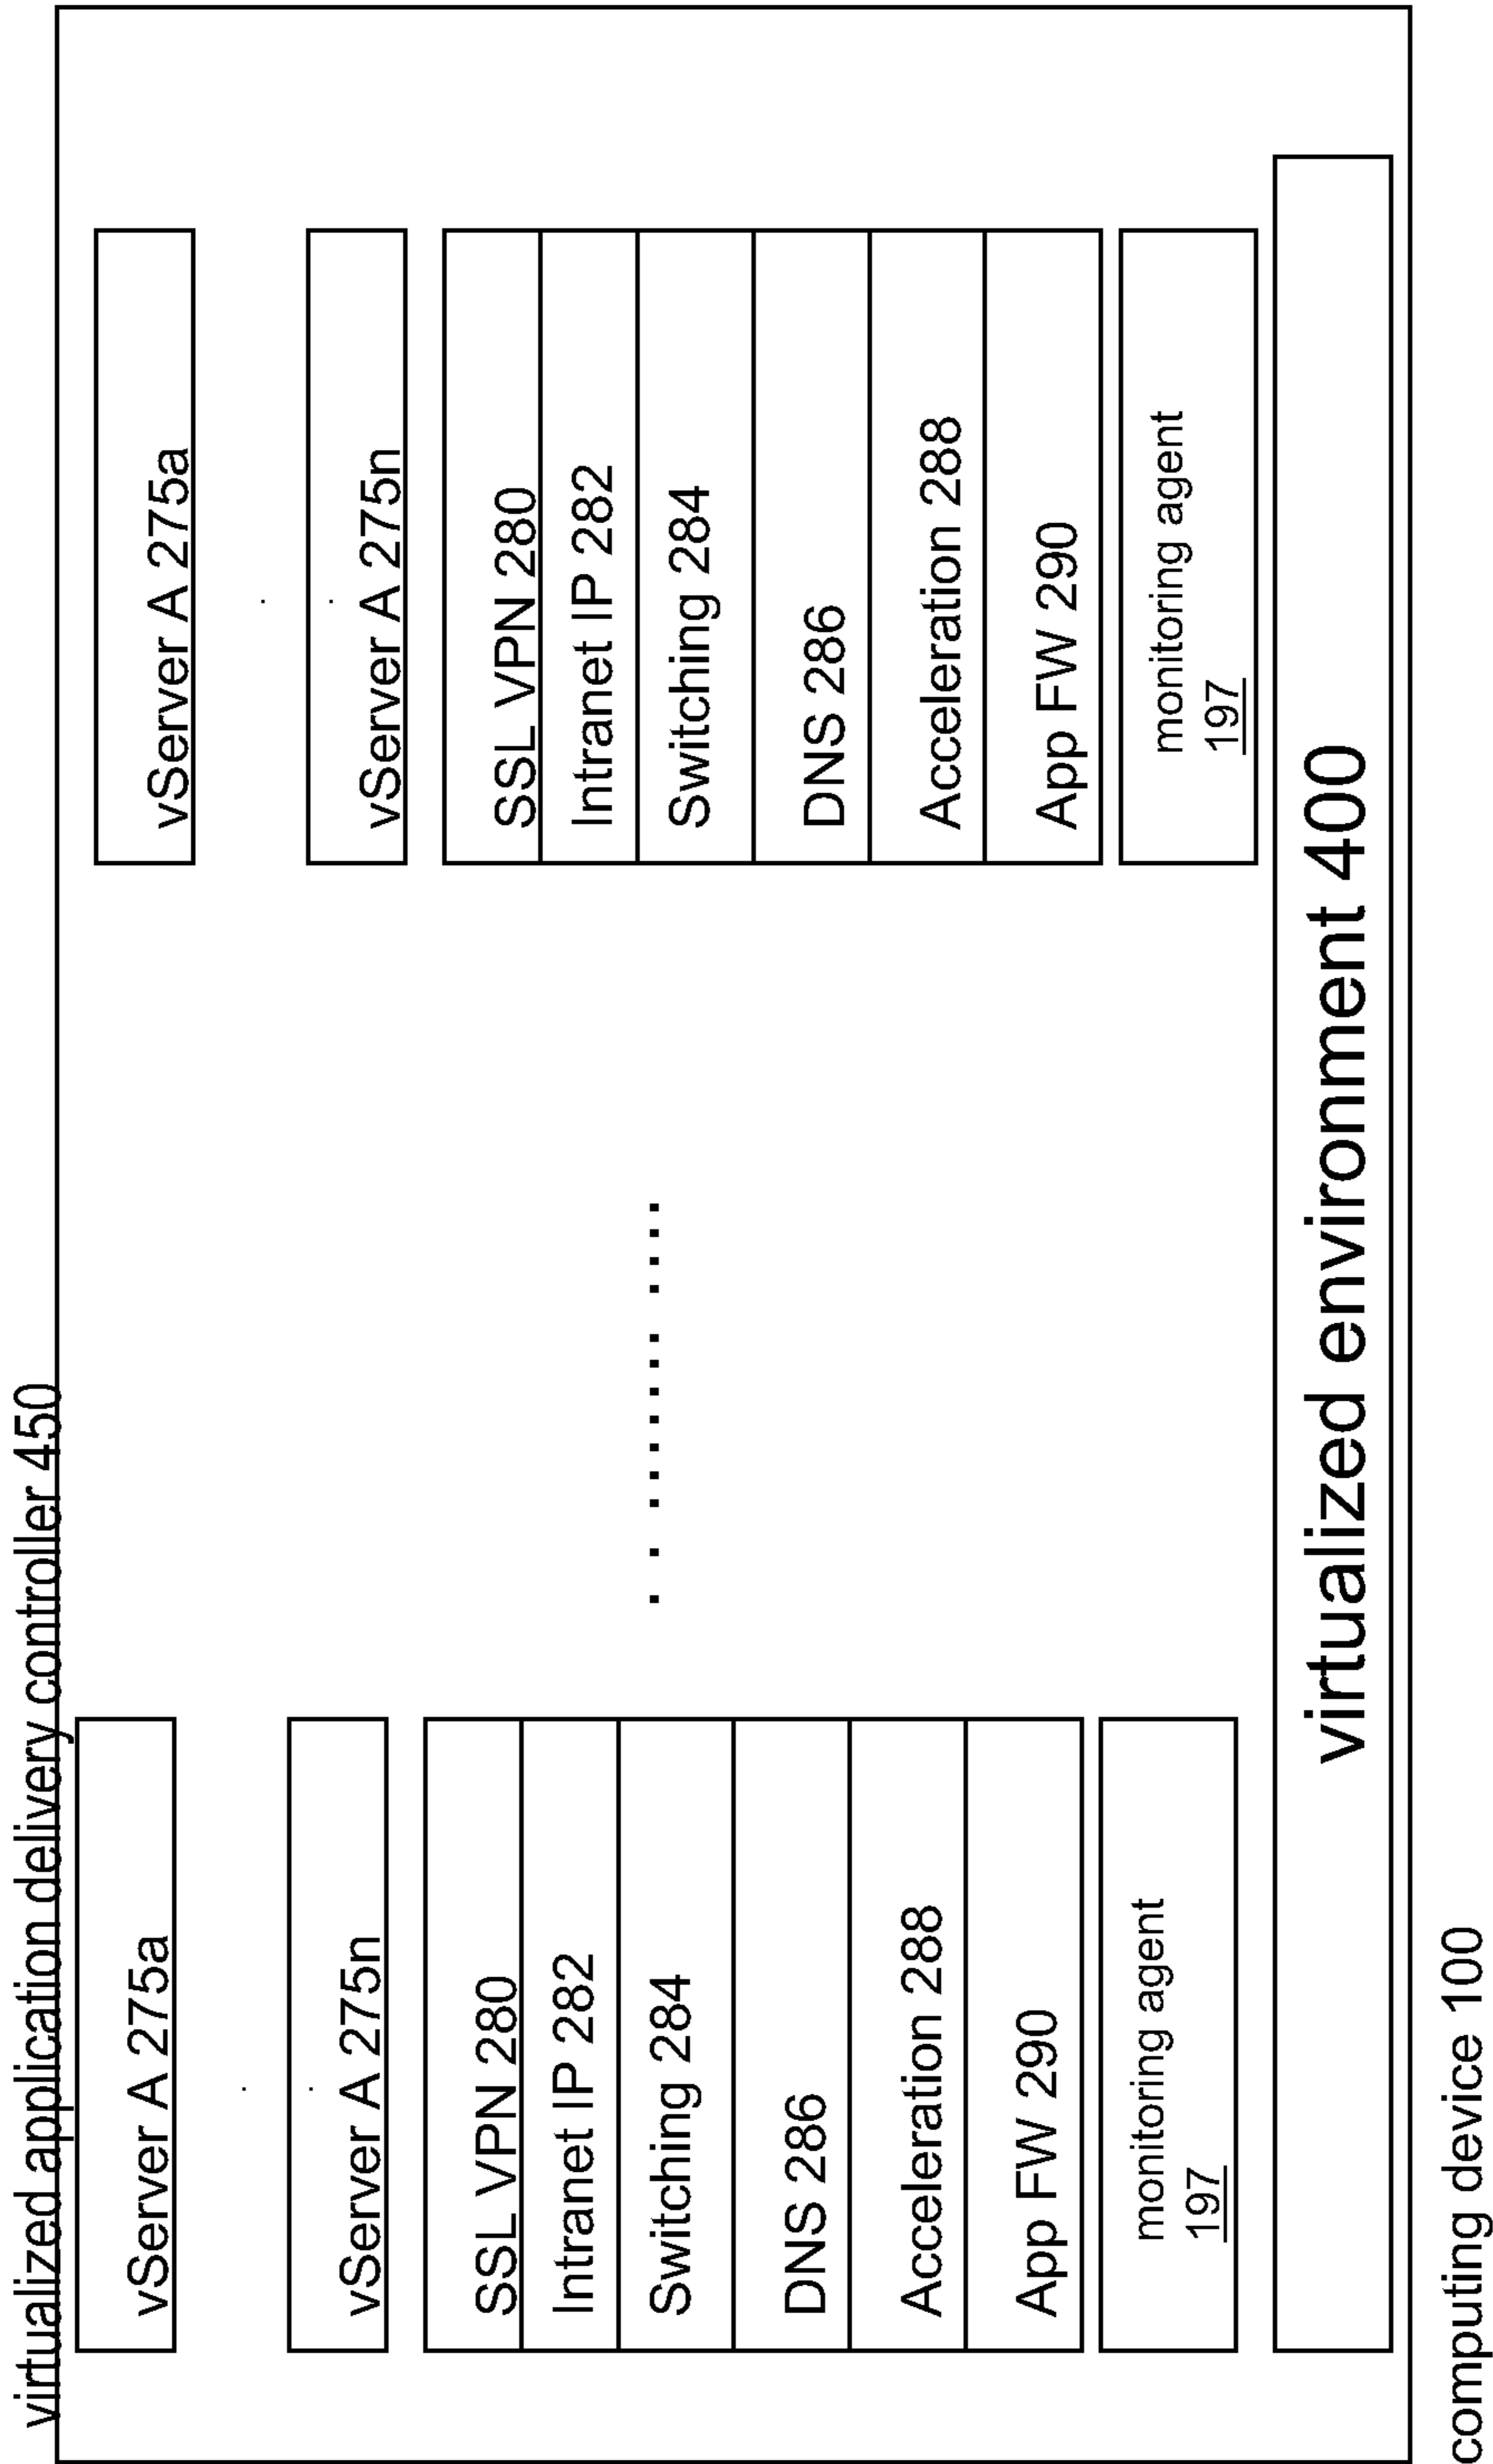 virtualized application delivery controller 450
vServer A 275a
vServer A 275n
SSL VPN 280
Intranet IP 282
Switching 284
DNS 286
Acceleration 288
App FW 290
monitoring agent
197
vServer A 275a
vServer A 275n
SSL VPN 280
Intranet IP 282
Switching 284
DNS 286
Acceleration 288
App FW 290
monitoring agent
197
virtualized environment 400
computing device 100